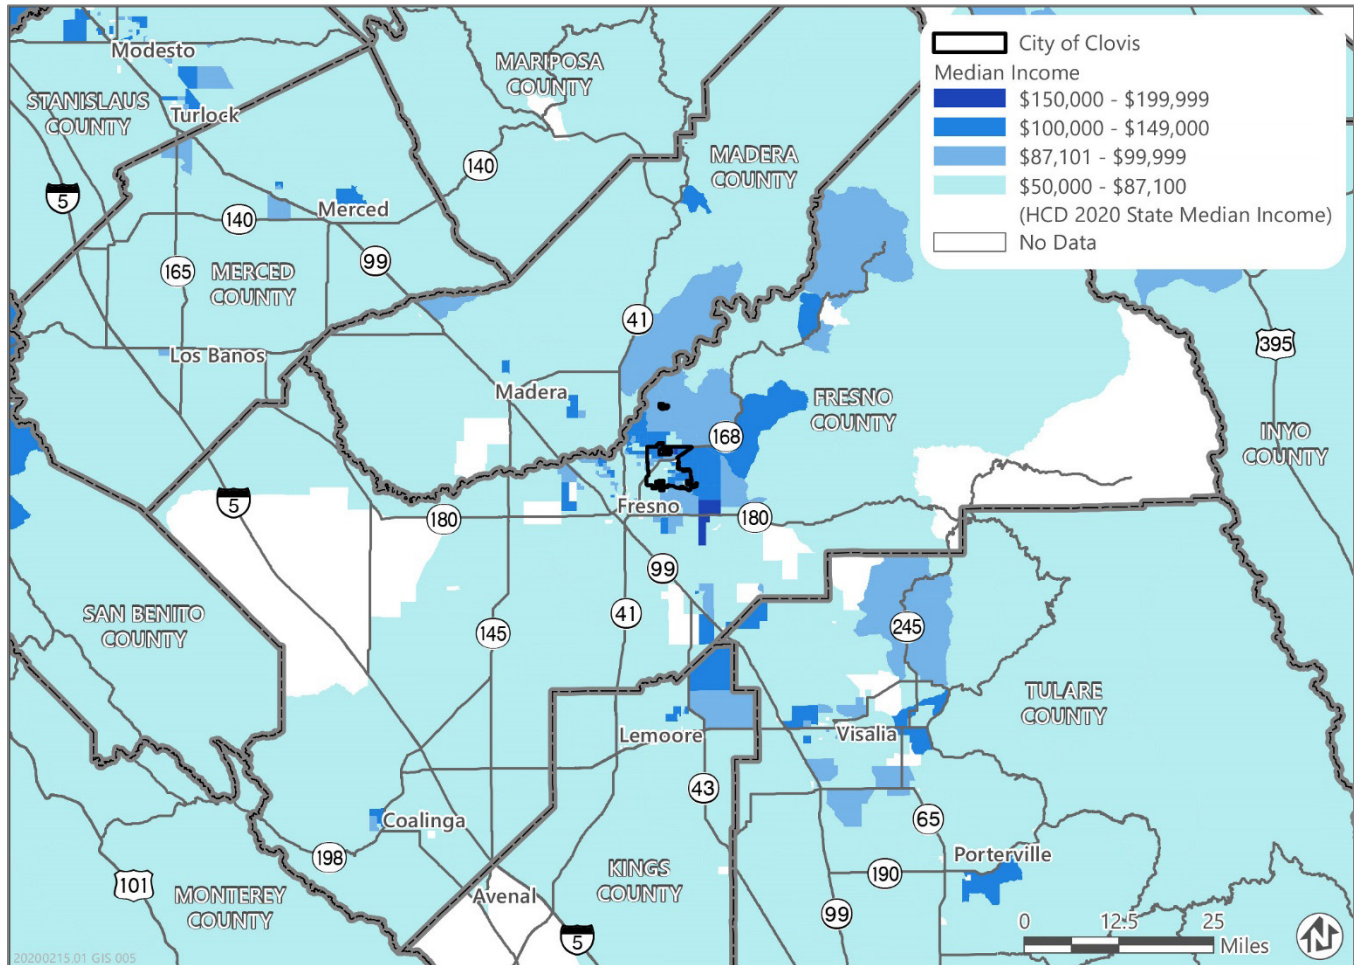 City of Clovis
Median Income
$150,000 - $199,999
$100,000 - $149,000
$87,101 - $99,999
$50,000 - $87,100
(HCD 2020 State Median Income)
No Data
Modesto
MARIPOSA
COUNTY
STANISLAUS
COUNTY
Turlock
140
MADERA
COUNTY
5
Merced
140
165
99
MERCED
COUNTY
41
395
Los Banos
Madera
FRESNO
COUNTY
168
INYO
COUNTY
5
180
Fresno
180
99
SAN BENITO
COUNTY
145
41
245
TULARE
COUNTY
Lemoore
Visalia
43
Coalinga
65
198
Porterville
101
MONTEREY
COUNTY
KINGS
COUNTY
190
Avenal
99
5
0 12.5 25
Miles
N
20200215.01 GIS 005